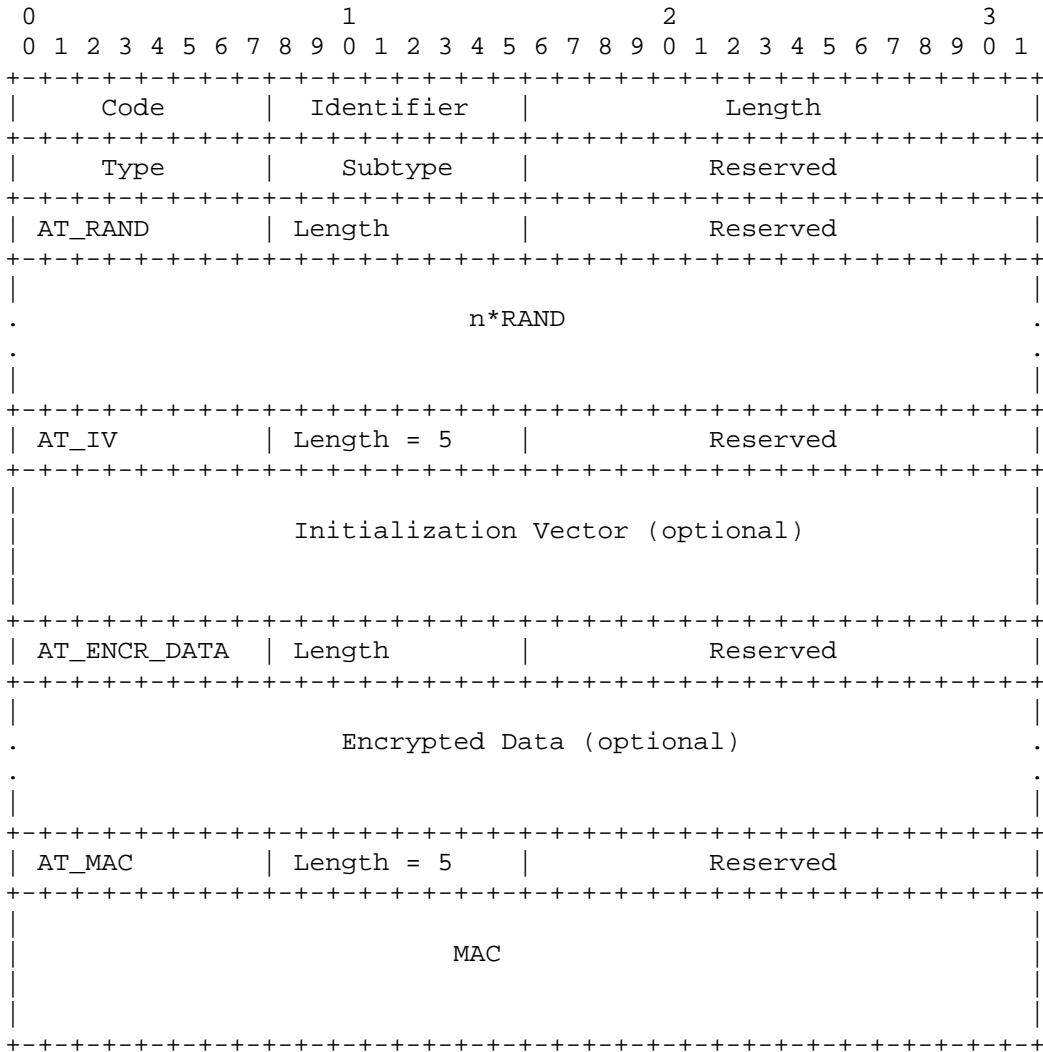 0 1 2 3
0 1 2 3 4 5 6 7 8 9 0 1 2 3 4 5 6 7 8 9 0 1 2 3 4 5 6 7 8 9 0 1
+-+-+-+-+-+-+-+-+-+-+-+-+-+-+-+-+-+-+-+-+-+-+-+-+-+-+-+-+-+-+-+-+
| Code | Identifier | Length |
+-+-+-+-+-+-+-+-+-+-+-+-+-+-+-+-+-+-+-+-+-+-+-+-+-+-+-+-+-+-+-+-+
| Type | Subtype | Reserved |
+-+-+-+-+-+-+-+-+-+-+-+-+-+-+-+-+-+-+-+-+-+-+-+-+-+-+-+-+-+-+-+-+
| AT_RAND | Length | Reserved |
+-+-+-+-+-+-+-+-+-+-+-+-+-+-+-+-+-+-+-+-+-+-+-+-+-+-+-+-+-+-+-+-+
| |
. n*RAND .
. .
| |
+-+-+-+-+-+-+-+-+-+-+-+-+-+-+-+-+-+-+-+-+-+-+-+-+-+-+-+-+-+-+-+-+
| AT_IV | Length = 5 | Reserved |
+-+-+-+-+-+-+-+-+-+-+-+-+-+-+-+-+-+-+-+-+-+-+-+-+-+-+-+-+-+-+-+-+
| |
| Initialization Vector (optional) |
| |
| |
+-+-+-+-+-+-+-+-+-+-+-+-+-+-+-+-+-+-+-+-+-+-+-+-+-+-+-+-+-+-+-+-+
| AT_ENCR_DATA | Length | Reserved |
+-+-+-+-+-+-+-+-+-+-+-+-+-+-+-+-+-+-+-+-+-+-+-+-+-+-+-+-+-+-+-+-+
| |
. Encrypted Data (optional) .
. .
| |
+-+-+-+-+-+-+-+-+-+-+-+-+-+-+-+-+-+-+-+-+-+-+-+-+-+-+-+-+-+-+-+-+
| AT_MAC | Length = 5 | Reserved |
+-+-+-+-+-+-+-+-+-+-+-+-+-+-+-+-+-+-+-+-+-+-+-+-+-+-+-+-+-+-+-+-+
| |
| MAC |
| |
| |
+-+-+-+-+-+-+-+-+-+-+-+-+-+-+-+-+-+-+-+-+-+-+-+-+-+-+-+-+-+-+-+-+